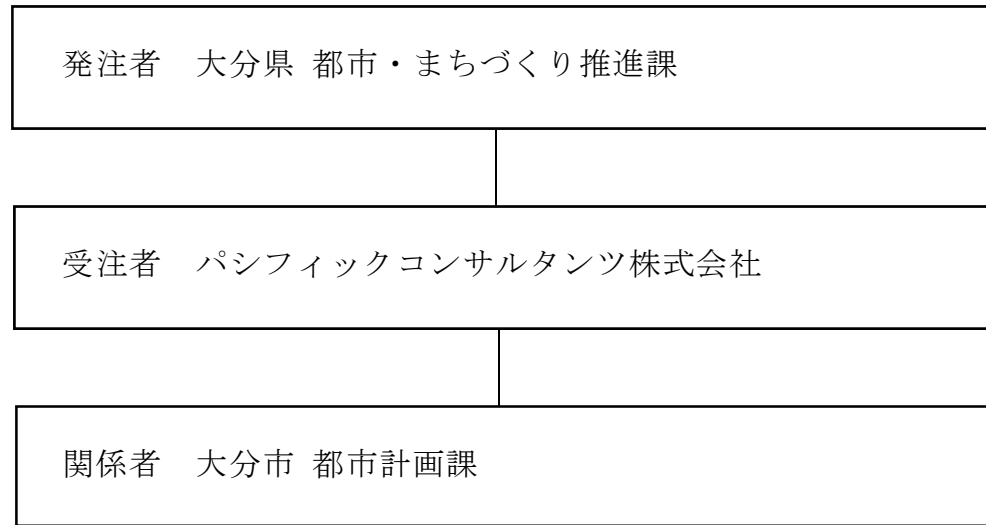 発注者　大分県 都市・まちづくり推進課
受注者　パシフィックコンサルタンツ株式会社
関係者　大分市 都市計画課